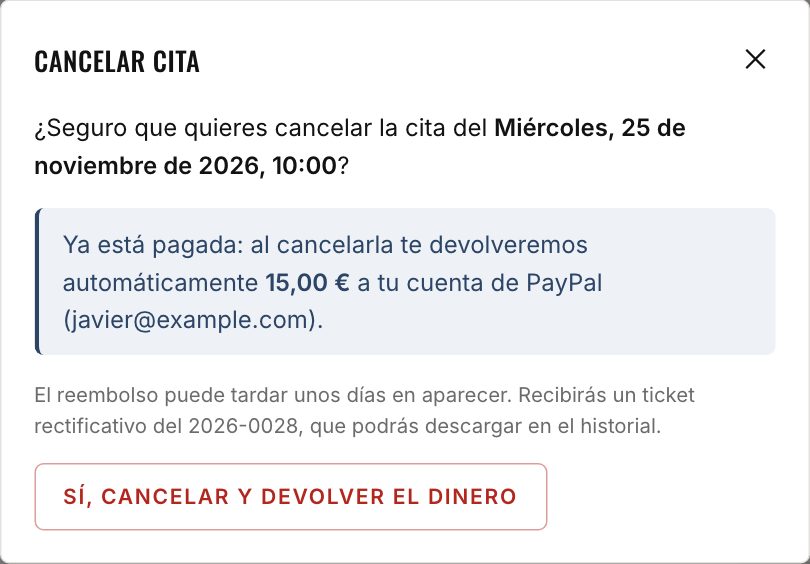 CANCELAR CITA
¿Seguro que quieres cancelar la cita del Miércoles, 25 de
noviembre de 2026, 10:00?
Ya está pagada: al cancelarla te devolveremos
automáticamente 15,00 € a tu cuenta de PayPal
(javier@example.com).
El reembolso puede tardar unos días en aparecer. Recibirás un ticket
rectificativo del 2026-0028, que podrás descargar en el historial.
SÍ, CANCELAR Y DEVOLVER EL DINERO